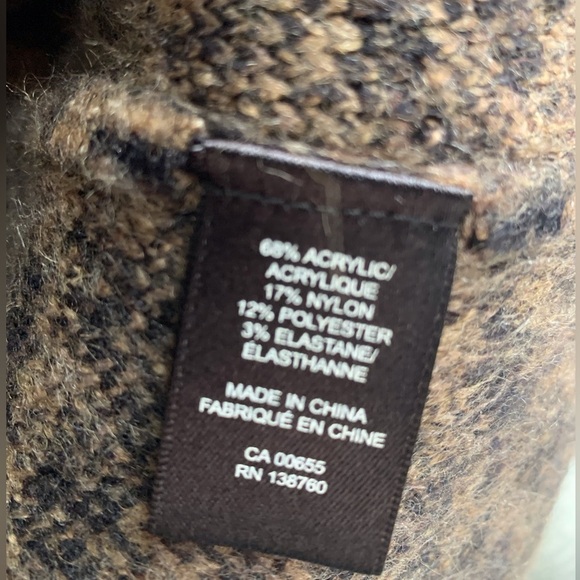 68% ACRYLIC/
ACRYLIQUE
17% NYLON
12% POLYESTER
3% ELASTANE/
ÉLASTHANNE
MADE IN CHINA
FABRIQUÉ EN CHINE
CA 00655
RN 138760